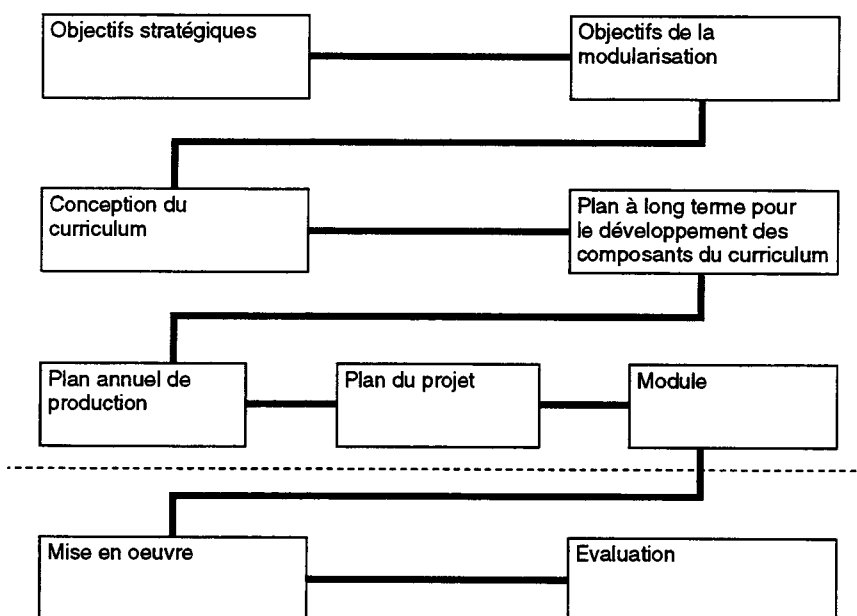 Objectifs stratégiques
Objectifs de la
modularisation
Conception du
curriculum
Plan à long terme pour
le développement des
composants du curriculum
Plan annuel de
production
Plan du projet
Module
Mise en oeuvre
Evaluation